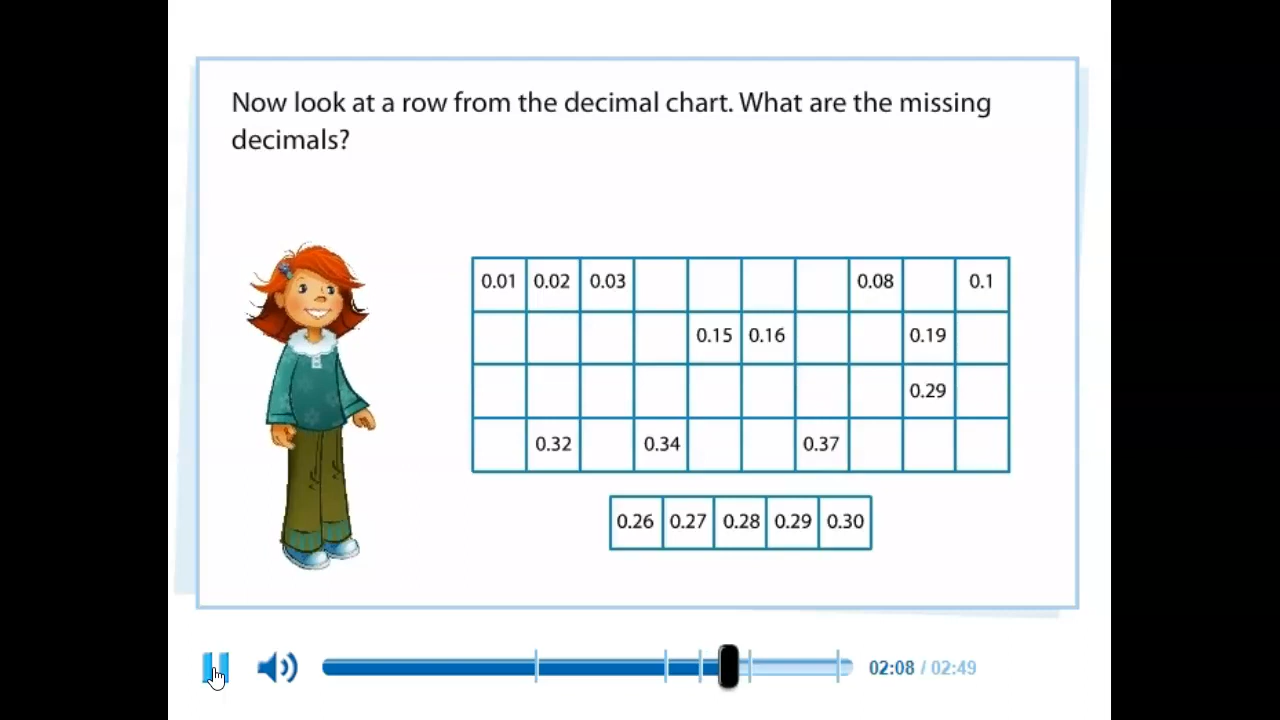 Now look at a row from the decimal chart. What are the missing
decimals?
0.01 0.02 0.03 0.08 0.1
0.15 0.16 0.19
0.29
0.32 0.34 0.37
0.26 0.27 0.28 0.29 0.30
02:08 / 02:49